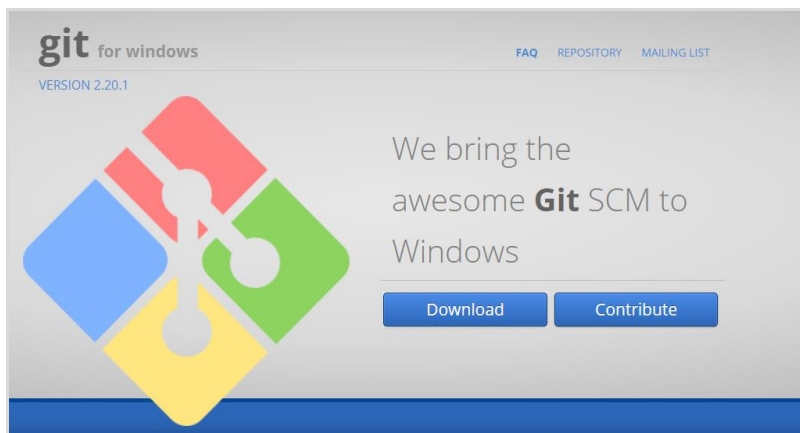 git for windows
FAQ REPOSITORY MAILING LIST
VERSION 2.20.1
We bring the
awesome Git SCM to
Windows
Download Contribute